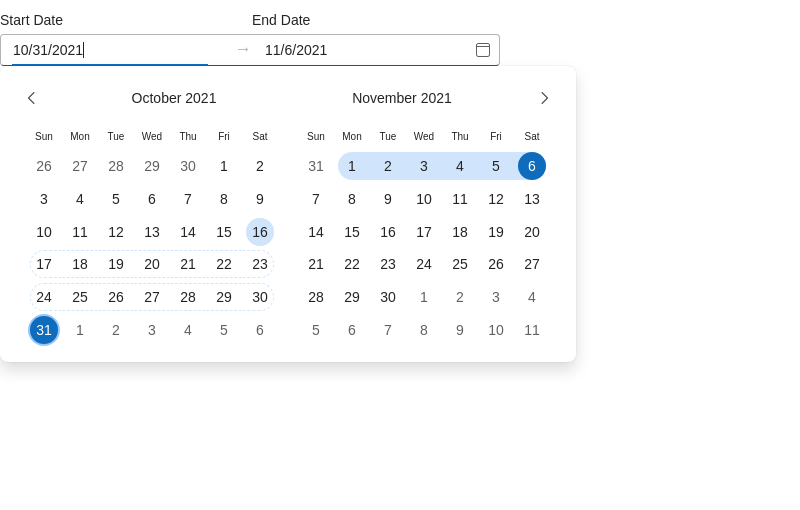 Start Date End Date
10/31/2021 → 11/6/2021
October 2021 November 2021
Sun Mon Tue Wed Thu Fri Sat Sun Mon Tue Wed Thu Fri Sat
26 27 28 29 30 1 2 31 1 2 3 4 5 6
3 4 5 6 7 8 9 7 8 9 10 11 12 13
10 11 12 13 14 15 16 14 15 16 17 18 19 20
17 18 19 20 21 22 23 21 22 23 24 25 26 27
24 25 26 27 28 29 30 28 29 30 1 2 3 4
31 1 2 3 4 5 6 5 6 7 8 9 10 11